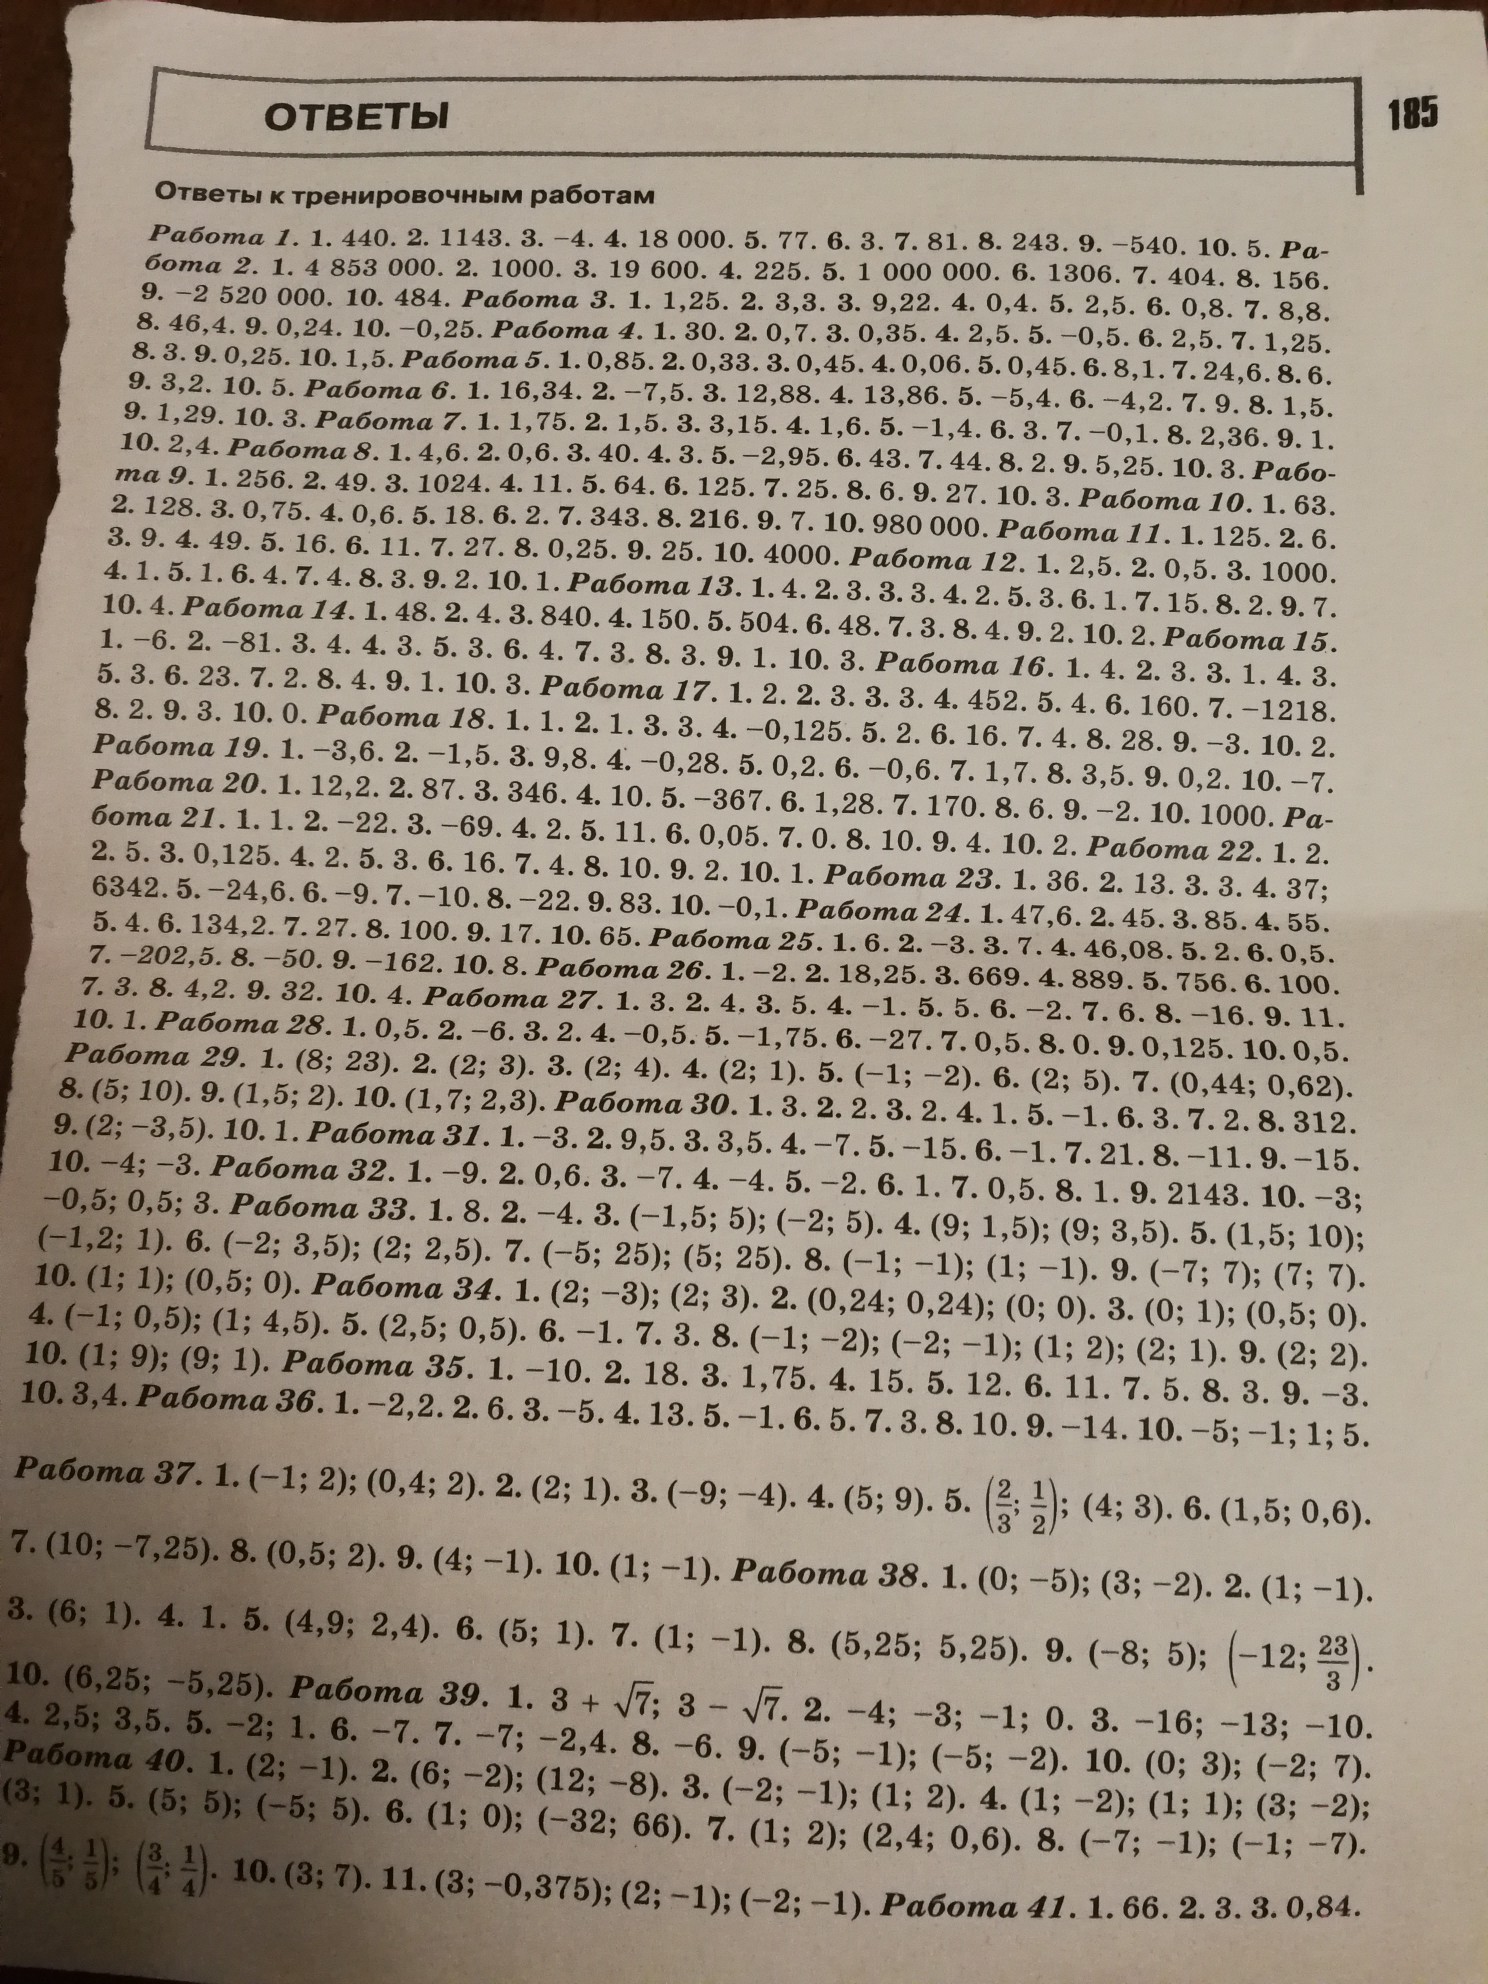 ОТВЕТЫ
185
Ответы к тренировочным работам
Работа 1. 1. 440. 2. 1143. 3. −4. 4. 18 000. 5. 77. 6. 3. 7. 81. 8. 243. 9. −540. 10. 5. Ра-
бота 2. 1. 4 853 000. 2. 1000. 3. 19 600. 4. 225. 5. 1 000 000. 6. 1306. 7. 404. 8. 156.
9. −2 520 000. 10. 484. Работа 3. 1. 1,25. 2. 3,3. 3. 9,22. 4. 0,4. 5. 2,5. 6. 0,8. 7. 8,8.
8. 46,4. 9. 0,24. 10. −0,25. Работа 4. 1. 30. 2. 0,7. 3. 0,35. 4. 2,5. 5. −0,5. 6. 2,5. 7. 1,25.
8. 3. 9. 0,25. 10. 1,5. Работа 5. 1. 0,85. 2. 0,33. 3. 0,45. 4. 0,06. 5. 0,45. 6. 8,1. 7. 24,6. 8. 6.
9. 3,2. 10. 5. Работа 6. 1. 16,34. 2. −7,5. 3. 12,88. 4. 13,86. 5. −5,4. 6. −4,2. 7. 9. 8. 1,5.
9. 1,29. 10. 3. Работа 7. 1. 1,75. 2. 1,5. 3. 3,15. 4. 1,6. 5. −1,4. 6. 3. 7. −0,1. 8. 2,36. 9. 1.
10. 2,4. Работа 8. 1. 4,6. 2. 0,6. 3. 40. 4. 3. 5. −2,95. 6. 43. 7. 44. 8. 2. 9. 5,25. 10. 3. Рабо-
та 9. 1. 256. 2. 49. 3. 1024. 4. 11. 5. 64. 6. 125. 7. 25. 8. 6. 9. 27. 10. 3. Работа 10. 1. 63.
2. 128. 3. 0,75. 4. 0,6. 5. 18. 6. 2. 7. 343. 8. 216. 9. 7. 10. 980 000. Работа 11. 1. 125. 2. 6.
3. 9. 4. 49. 5. 16. 6. 11. 7. 27. 8. 0,25. 9. 25. 10. 4000. Работа 12. 1. 2,5. 2. 0,5. 3. 1000.
4. 1. 5. 1. 6. 4. 7. 4. 8. 3. 9. 2. 10. 1. Работа 13. 1. 4. 2. 3. 3. 3. 4. 2. 5. 3. 6. 1. 7. 15. 8. 2. 9. 7.
10. 4. Работа 14. 1. 48. 2. 4. 3. 840. 4. 150. 5. 504. 6. 48. 7. 3. 8. 4. 9. 2. 10. 2. Работа 15.
1. −6. 2. −81. 3. 4. 4. 3. 5. 3. 6. 4. 7. 3. 8. 3. 9. 1. 10. 3. Работа 16. 1. 4. 2. 3. 3. 1. 4. 3.
5. 3. 6. 23. 7. 2. 8. 4. 9. 1. 10. 3. Работа 17. 1. 2. 2. 3. 3. 3. 4. 452. 5. 4. 6. 160. 7. −1218.
8. 2. 9. 3. 10. 0. Работа 18. 1. 1. 2. 1. 3. 3. 4. −0,125. 5. 2. 6. 16. 7. 4. 8. 28. 9. −3. 10. 2.
Работа 19. 1. −3,6. 2. −1,5. 3. 9,8. 4. −0,28. 5. 0,2. 6. −0,6. 7. 1,7. 8. 3,5. 9. 0,2. 10. −7.
Работа 20. 1. 12,2. 2. 87. 3. 346. 4. 10. 5. −367. 6. 1,28. 7. 170. 8. 6. 9. −2. 10. 1000. Ра-
бота 21. 1. 1. 2. −22. 3. −69. 4. 2. 5. 11. 6. 0,05. 7. 0. 8. 10. 9. 4. 10. 2. Работа 22. 1. 2.
2. 5. 3. 0,125. 4. 2. 5. 3. 6. 16. 7. 4. 8. 10. 9. 2. 10. 1. Работа 23. 1. 36. 2. 13. 3. 3. 4. 37;
6342. 5. −24,6. 6. −9. 7. −10. 8. −22. 9. 83. 10. −0,1. Работа 24. 1. 47,6. 2. 45. 3. 85. 4. 55.
5. 4. 6. 134,2. 7. 27. 8. 100. 9. 17. 10. 65. Работа 25. 1. 6. 2. −3. 3. 7. 4. 46,08. 5. 2. 6. 0,5.
7. −202,5. 8. −50. 9. −162. 10. 8. Работа 26. 1. −2. 2. 18,25. 3. 669. 4. 889. 5. 756. 6. 100.
7. 3. 8. 4,2. 9. 32. 10. 4. Работа 27. 1. 3. 2. 4. 3. 5. 4. −1. 5. 5. 6. −2. 7. 6. 8. −16. 9. 11.
10. 1. Работа 28. 1. 0,5. 2. −6. 3. 2. 4. −0,5. 5. −1,75. 6. −27. 7. 0,5. 8. 0. 9. 0,125. 10. 0,5.
Работа 29. 1. (8; 23). 2. (2; 3). 3. (2; 4). 4. (2; 1). 5. (−1; −2). 6. (2; 5). 7. (0,44; 0,62).
8. (5; 10). 9. (1,5; 2). 10. (1,7; 2,3). Работа 30. 1. 3. 2. 2. 3. 2. 4. 1. 5. −1. 6. 3. 7. 2. 8. 312.
9. (2; −3,5). 10. 1. Работа 31. 1. −3. 2. 9,5. 3. 3,5. 4. −7. 5. −15. 6. −1. 7. 21. 8. −11. 9. −15.
10. −4; −3. Работа 32. 1. −9. 2. 0,6. 3. −7. 4. −4. 5. −2. 6. 1. 7. 0,5. 8. 1. 9. 2143. 10. −3;
−0,5; 0,5; 3. Работа 33. 1. 8. 2. −4. 3. (−1,5; 5); (−2; 5). 4. (9; 1,5); (9; 3,5). 5. (1,5; 10);
(−1,2; 1). 6. (−2; 3,5); (2; 2,5). 7. (−5; 25); (5; 25). 8. (−1; −1); (1; −1). 9. (−7; 7); (7; 7).
10. (1; 1); (0,5; 0). Работа 34. 1. (2; −3); (2; 3). 2. (0,24; 0,24); (0; 0). 3. (0; 1); (0,5; 0).
4. (−1; 0,5); (1; 4,5). 5. (2,5; 0,5). 6. −1. 7. 3. 8. (−1; −2); (−2; −1); (1; 2); (2; 1). 9. (2; 2).
10. (1; 9); (9; 1). Работа 35. 1. −10. 2. 18. 3. 1,75. 4. 15. 5. 12. 6. 11. 7. 5. 8. 3. 9. −3.
10. 3,4. Работа 36. 1. −2,2. 2. 6. 3. −5. 4. 13. 5. −1. 6. 5. 7. 3. 8. 10. 9. −14. 10. −5; −1; 1; 5.
Работа 37. 1. (−1; 2); (0,4; 2). 2. (2; 1). 3. (−9; −4). 4. (5; 9). 5. (2/3; 1/2); (4; 3). 6. (1,5; 0,6).
7. (10; −7,25). 8. (0,5; 2). 9. (4; −1). 10. (1; −1). Работа 38. 1. (0; −5); (3; −2). 2. (1; −1).
3. (6; 1). 4. 1. 5. (4,9; 2,4). 6. (5; 1). 7. (1; −1). 8. (5,25; 5,25). 9. (−8; 5); (−12; 23/3).
10. (6,25; −5,25). Работа 39. 1. 3 + √7; 3 − √7. 2. −4; −3; −1; 0. 3. −16; −13; −10.
4. 2,5; 3,5. 5. −2; 1. 6. −7. 7. −7; −2,4. 8. −6. 9. (−5; −1); (−5; −2). 10. (0; 3); (−2; 7).
Работа 40. 1. (2; −1). 2. (6; −2); (12; −8). 3. (−2; −1); (1; 2). 4. (1; −2); (1; 1); (3; −2);
(3; 1). 5. (5; 5); (−5; 5). 6. (1; 0); (−32; 66). 7. (1; 2); (2,4; 0,6). 8. (−7; −1); (−1; −7).
9. (4/5; 1/5); (3/4; 1/4). 10. (3; 7). 11. (3; −0,375); (2; −1); (−2; −1). Работа 41. 1. 66. 2. 3. 3. 0,84.